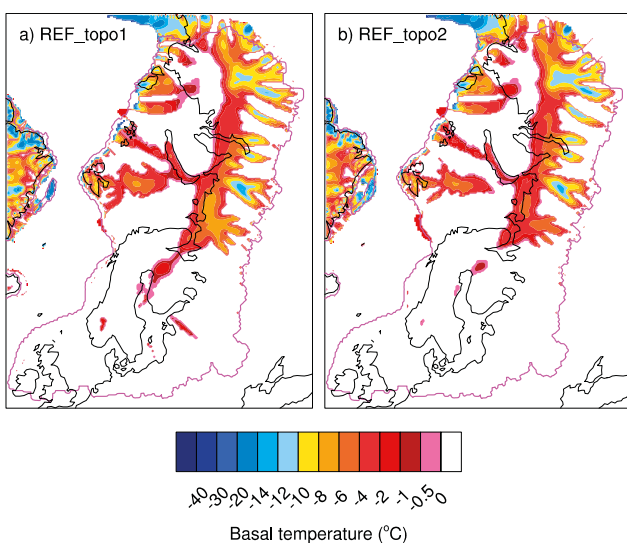 a) REF_topo1
b) REF_topo2
-40 -30 -20 -14 -12 -10 -8 -6 -4 -2 -1 -0.5 0
Basal temperature (°C)